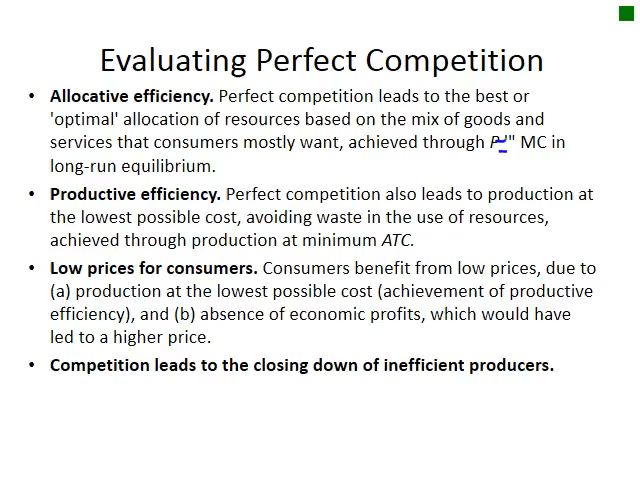 Evaluating Perfect Competition
• Allocative efficiency. Perfect competition leads to the best or
'optimal' allocation of resources based on the mix of goods and
services that consumers mostly want, achieved through P = MC in
long-run equilibrium.
• Productive efficiency. Perfect competition also leads to production at
the lowest possible cost, avoiding waste in the use of resources,
achieved through production at minimum ATC.
• Low prices for consumers. Consumers benefit from low prices, due to
(a) production at the lowest possible cost (achievement of productive
efficiency), and (b) absence of economic profits, which would have
led to a higher price.
• Competition leads to the closing down of inefficient producers.